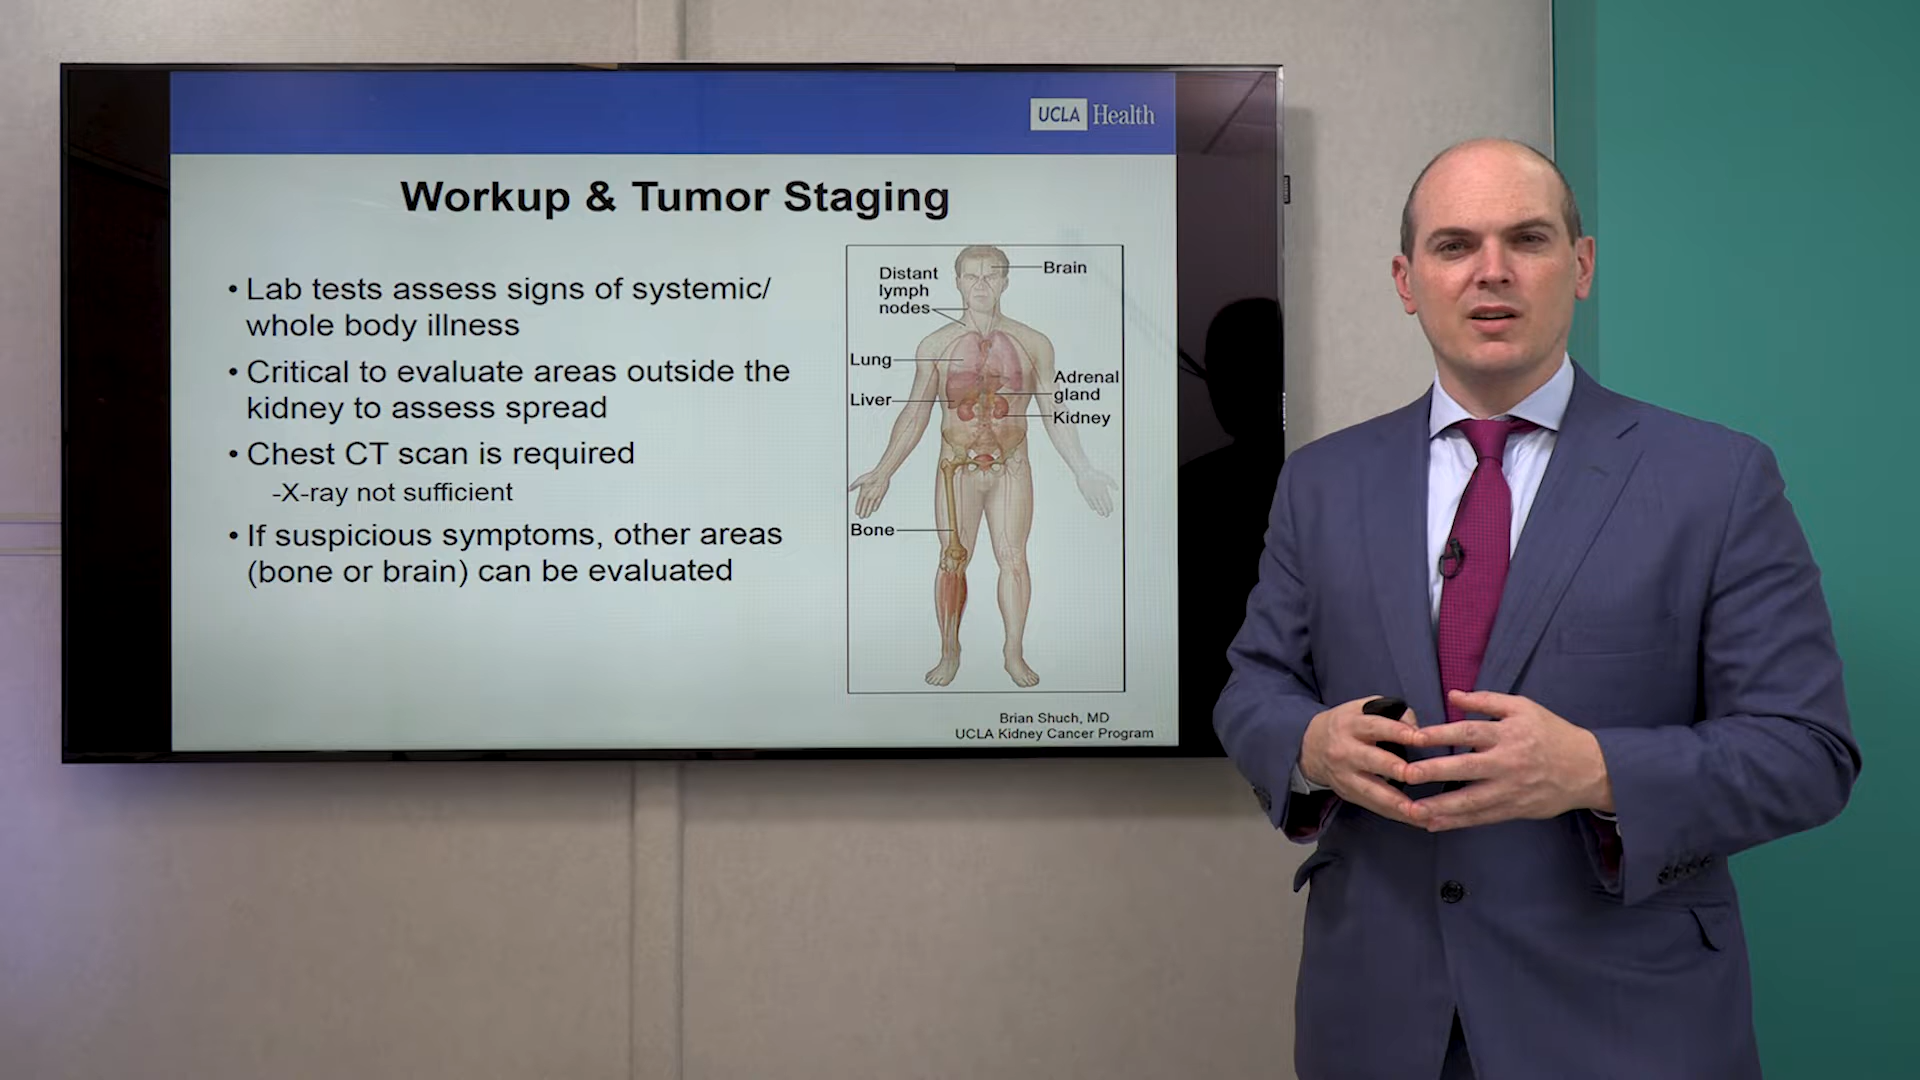 UCLA Health
Workup & Tumor Staging
• Lab tests assess signs of systemic/
whole body illness
• Critical to evaluate areas outside the
kidney to assess spread
• Chest CT scan is required
-X-ray not sufficient
• If suspicious symptoms, other areas
(bone or brain) can be evaluated
Distant
lymph
nodes
Brain
Lung
Liver
Adrenal
gland
Kidney
Bone
Brian Shuch, MD
UCLA Kidney Cancer Program